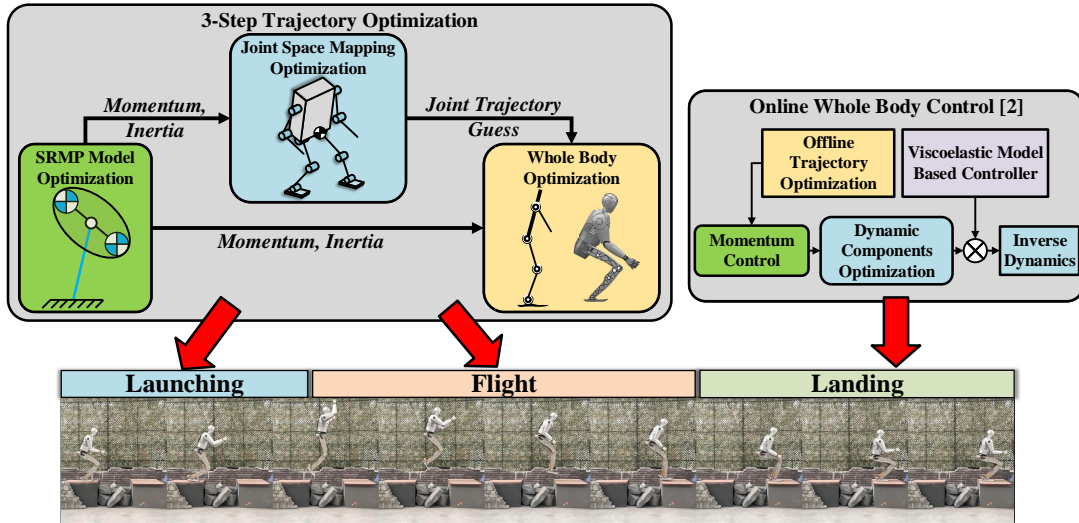 3-Step Trajectory Optimization
Joint Space Mapping
Optimization
Momentum,
Inertia
Joint Trajectory
Guess
SRMP Model
Optimization
Whole Body
Optimization
Momentum, Inertia
Online Whole Body Control [2]
Offline
Trajectory
Optimization
Viscoelastic Model
Based Controller
Momentum
Control
Dynamic
Components
Optimization
Inverse
Dynamics
Launching
Flight
Landing